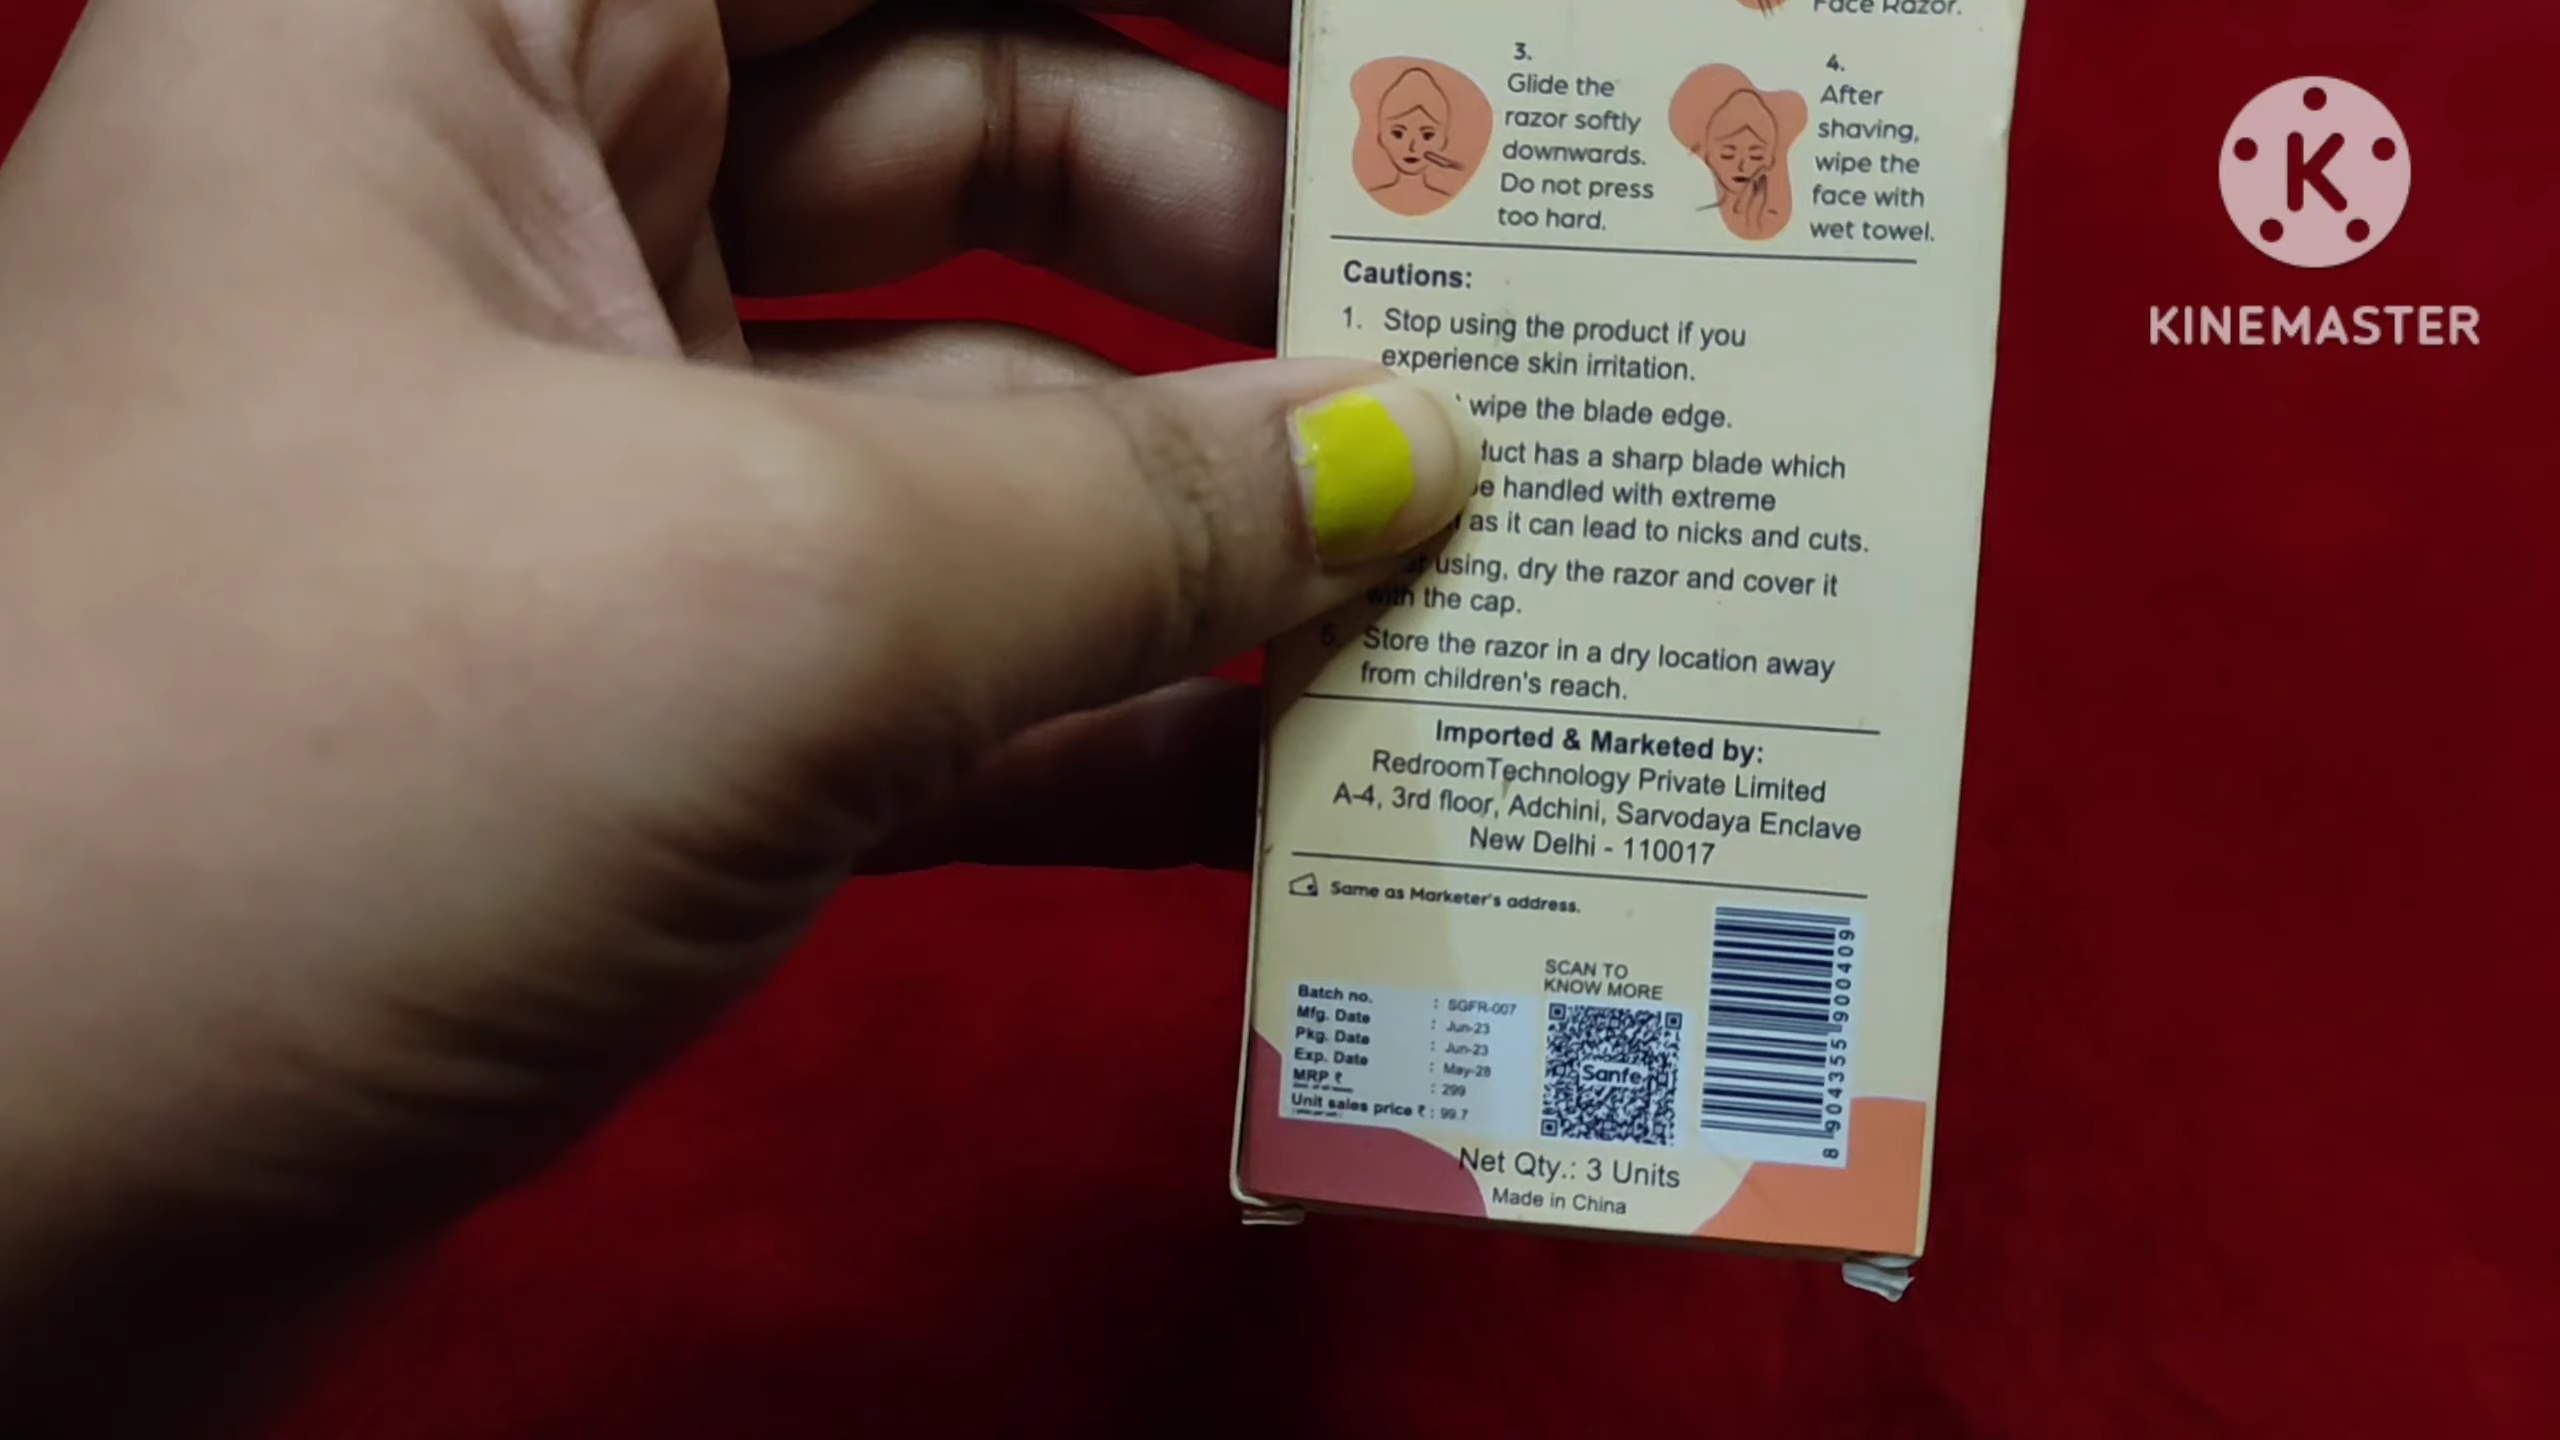 Face Razor.
3.
Glide the
razor softly
downwards.
Do not press
too hard.
4.
After
shaving,
wipe the
face with
wet towel.
Cautions:
1. Stop using the product if you
experience skin irritation.
wipe the blade edge.
has a sharp blade which
handled with extreme
as it can lead to nicks and cuts.
using, dry the razor and cover it
with the cap.
5. Store the razor in a dry location away
from children's reach.
Imported & Marketed by:
RedroomTechnology Private Limited
A-4, 3rd floor, Adchini, Sarvodaya Enclave
New Delhi - 110017
Same as Marketer's address.
Batch no. : SGFR-007
Mfg. Date : Jun-23
Pkg. Date : Jun-23
Exp. Date : May-28
MRP ₹ : 299
Unit sales price ₹ : 99.7
SCAN TO
KNOW MORE
Sanfe
8 904355 900409
Net Qty.: 3 Units
Made in China
K
KINEMASTER